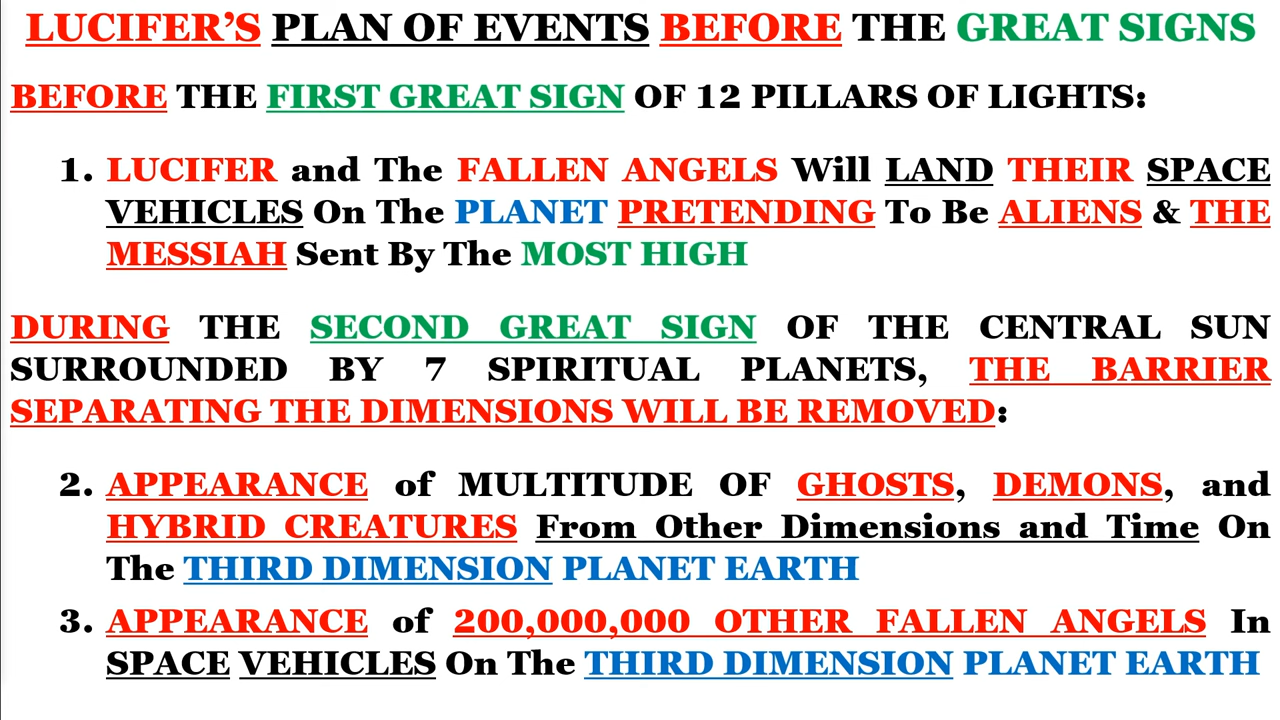 LUCIFER’S PLAN OF EVENTS BEFORE THE GREAT SIGNS
BEFORE THE FIRST GREAT SIGN OF 12 PILLARS OF LIGHTS:
1. LUCIFER and The FALLEN ANGELS Will LAND THEIR SPACE
VEHICLES On The PLANET PRETENDING To Be ALIENS & THE
MESSIAH Sent By The MOST HIGH
DURING THE SECOND GREAT SIGN OF THE CENTRAL SUN
SURROUNDED BY 7 SPIRITUAL PLANETS, THE BARRIER
SEPARATING THE DIMENSIONS WILL BE REMOVED:
2. APPEARANCE of MULTITUDE OF GHOSTS, DEMONS, and
HYBRID CREATURES From Other Dimensions and Time On
The THIRD DIMENSION PLANET EARTH
3. APPEARANCE of 200,000,000 OTHER FALLEN ANGELS In
SPACE VEHICLES On The THIRD DIMENSION PLANET EARTH